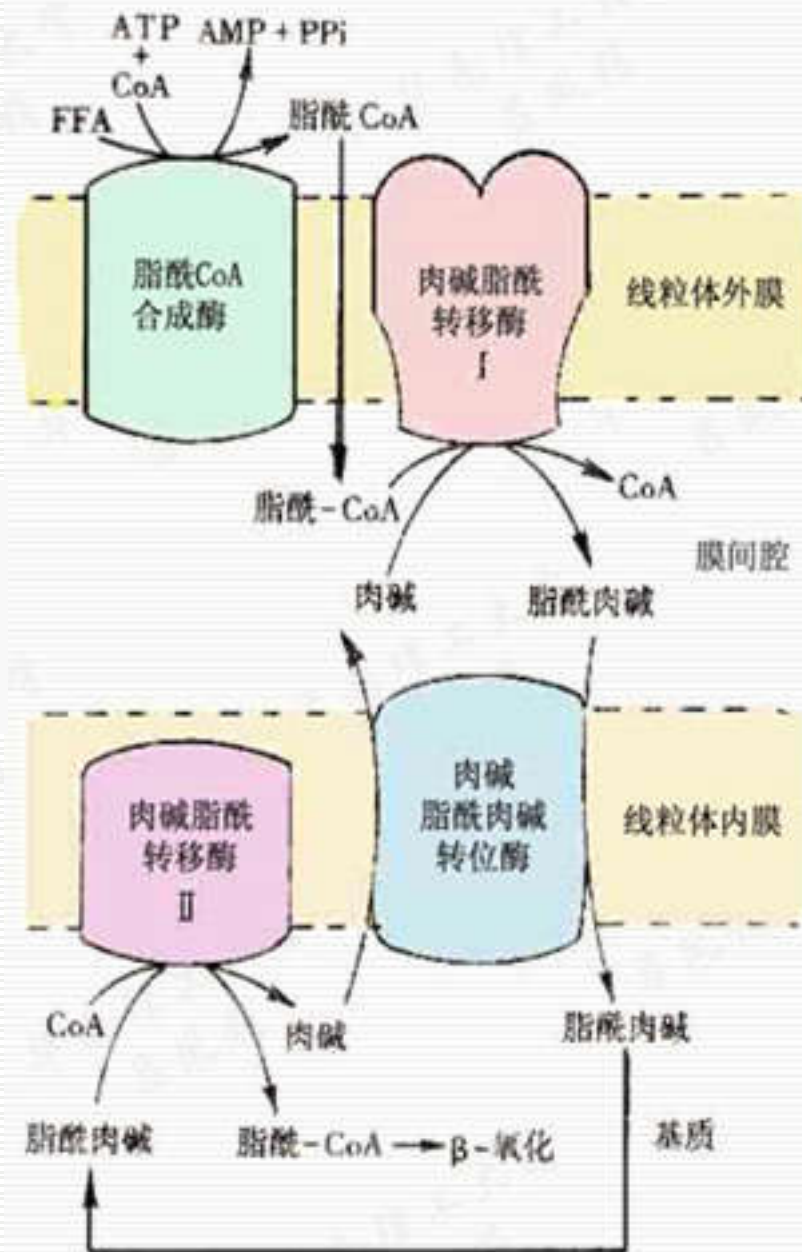 ATP
+
CoA
AMP + PPi
FFA
脂酰 CoA
脂酰CoA
合成酶
肉碱脂酰
转移酶
Ⅰ
线粒体外膜
脂酰-CoA
CoA
膜间腔
肉碱
脂酰肉碱
肉碱脂酰
转移酶
Ⅱ
肉碱
脂酰肉碱
转位酶
线粒体内膜
CoA
肉碱
脂酰肉碱
脂酰肉碱
脂酰-CoA
β-氧化
基质